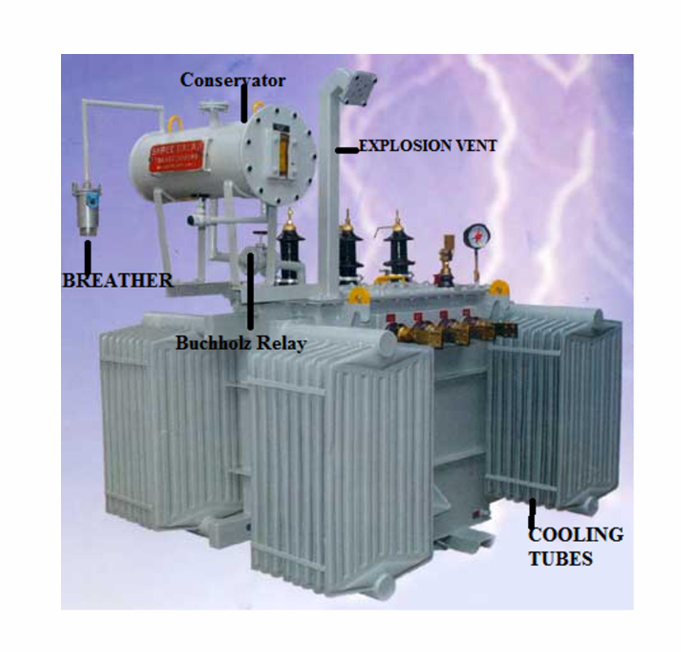 Conservator
EXPLOSION VENT
BREATHER
Buchholz Relay
COOLING
TUBES